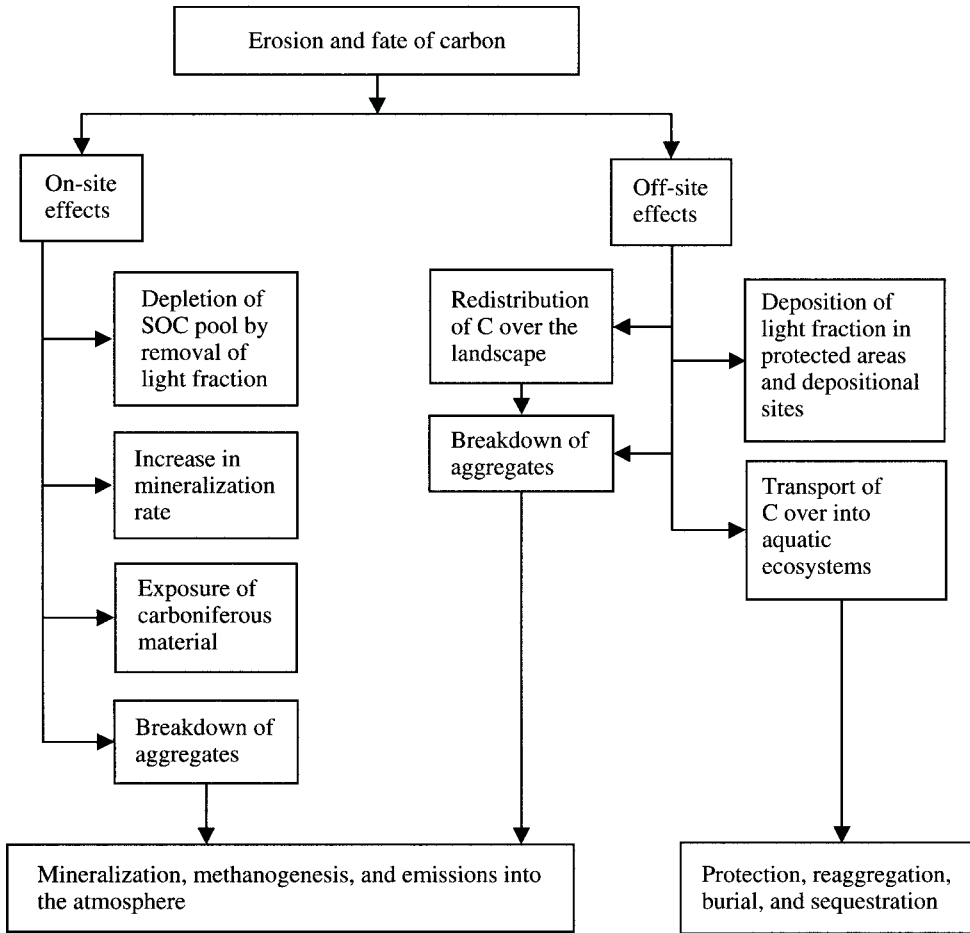 Erosion and fate of carbon
On-site
effects
Off-site
effects
Depletion of
SOC pool by
removal of
light fraction
Increase in
mineralization
rate
Exposure of
carboniferous
material
Breakdown of
aggregates
Redistribution
of C over the
landscape
Breakdown of
aggregates
Deposition of
light fraction in
protected areas
and depositional
sites
Transport of
C over into
aquatic
ecosystems
Mineralization, methanogenesis, and emissions into
the atmosphere
Protection, reaggregation,
burial, and sequestration